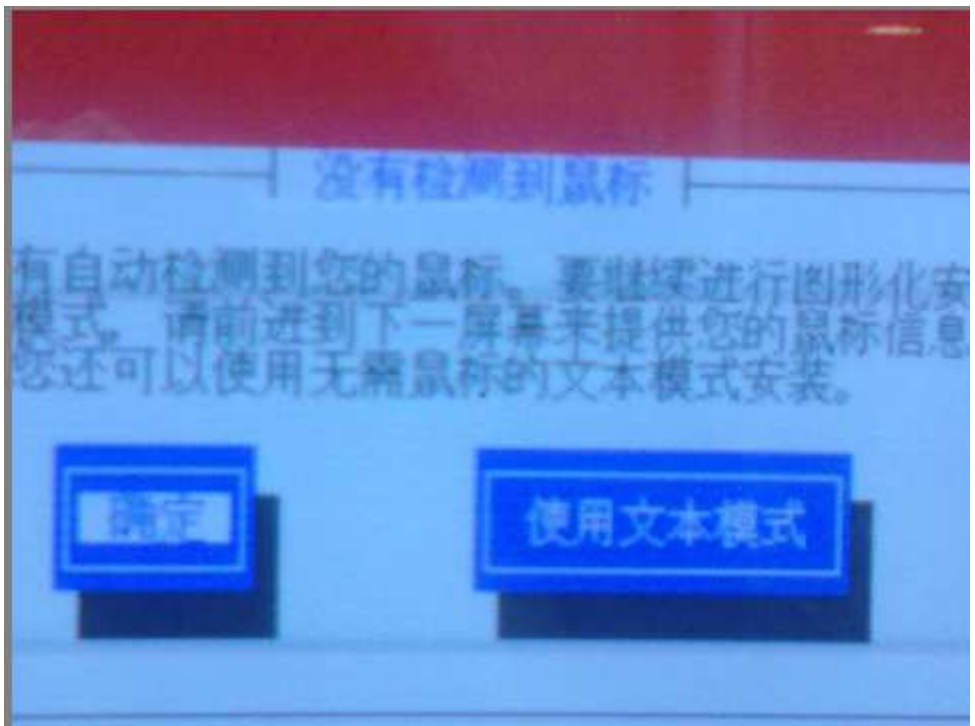 没有检测到鼠标
有自动检测到您的鼠标。要继续进行图形化安
模式。请前进到下一屏幕来提供您的鼠标信息
您还可以使用无需鼠标的文本模式安装。
确定
使用文本模式